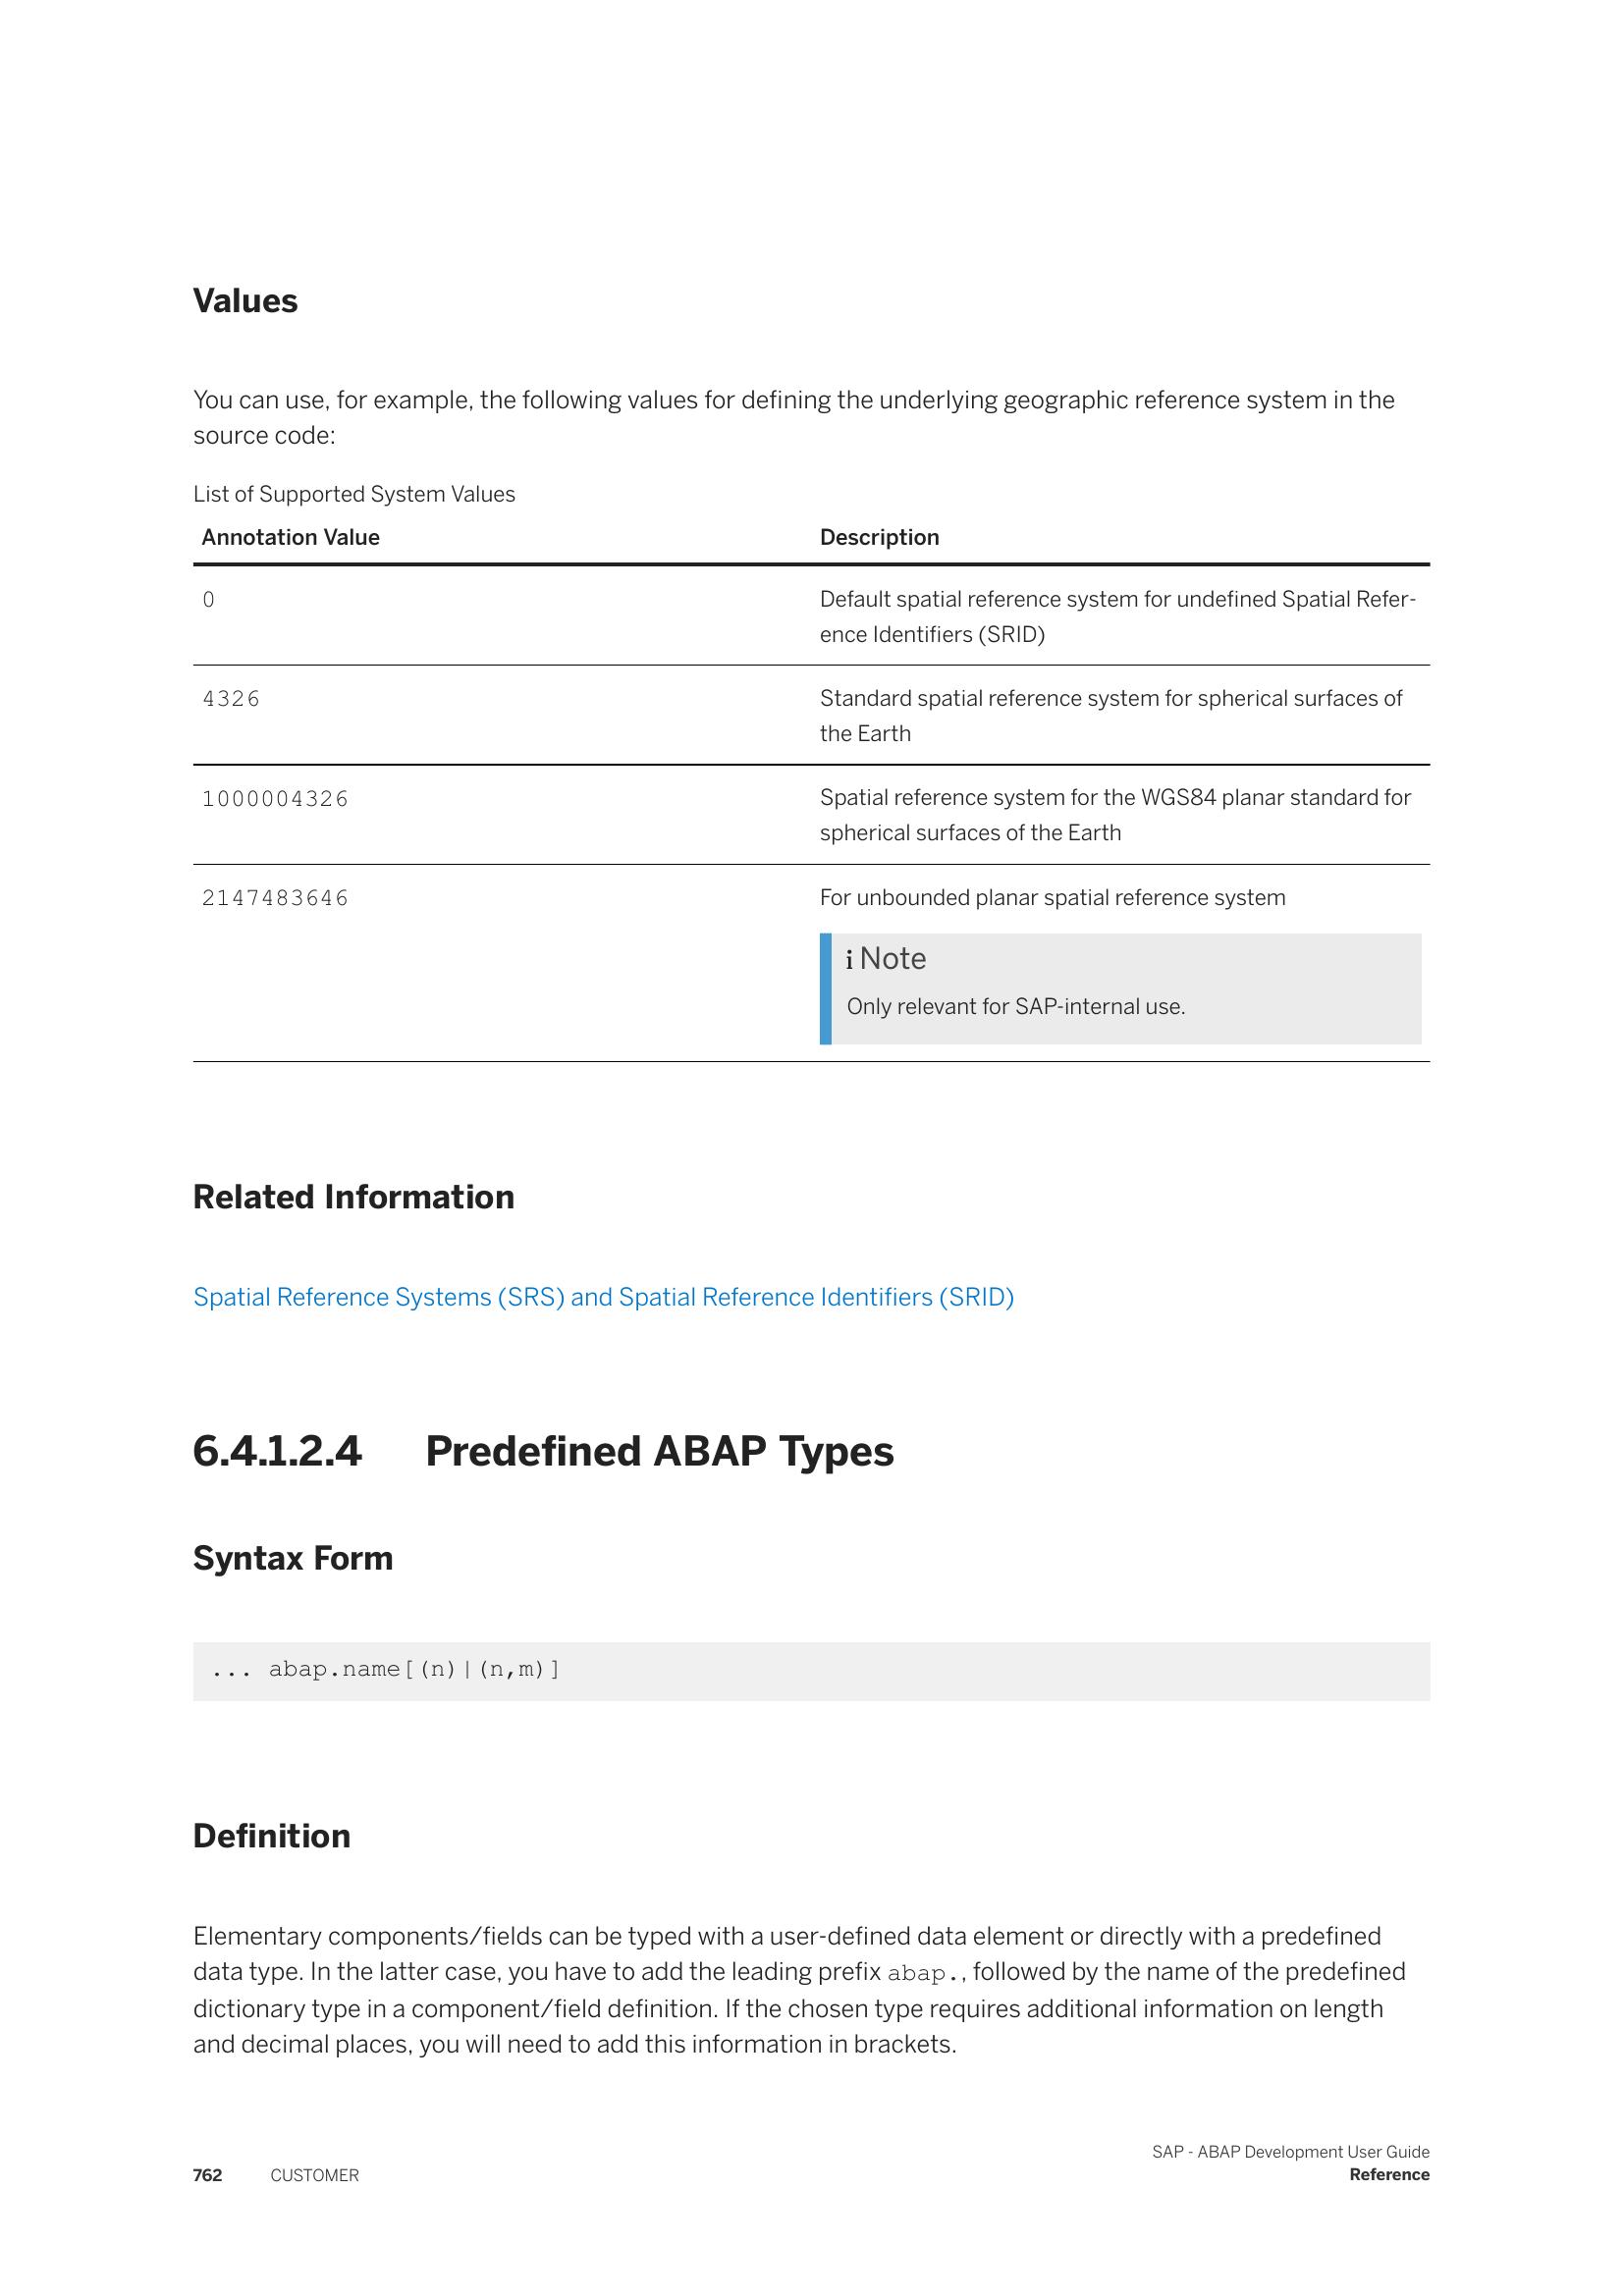 Values
You can use, for example, the following values for defining the underlying geographic reference system in the
source code:
List of Supported System Values
Annotation Value Description
0 Default spatial reference system for undefined Spatial Refer-
ence Identifiers (SRID)
4326 Standard spatial reference system for spherical surfaces of
the Earth
1000004326 Spatial reference system for the WGS84 planar standard for
spherical surfaces of the Earth
2147483646 For unbounded planar spatial reference system
i Note
Only relevant for SAP-internal use.
Related Information
Spatial Reference Systems (SRS) and Spatial Reference Identifiers (SRID)
6.4.1.2.4 Predefined ABAP Types
Syntax Form
... abap.name[(n)|(n,m)]
Definition
Elementary components/fields can be typed with a user-defined data element or directly with a predefined
data type. In the latter case, you have to add the leading prefix abap., followed by the name of the predefined
dictionary type in a component/field definition. If the chosen type requires additional information on length
and decimal places, you will need to add this information in brackets.
SAP - ABAP Development User Guide
762 CUSTOMER Reference